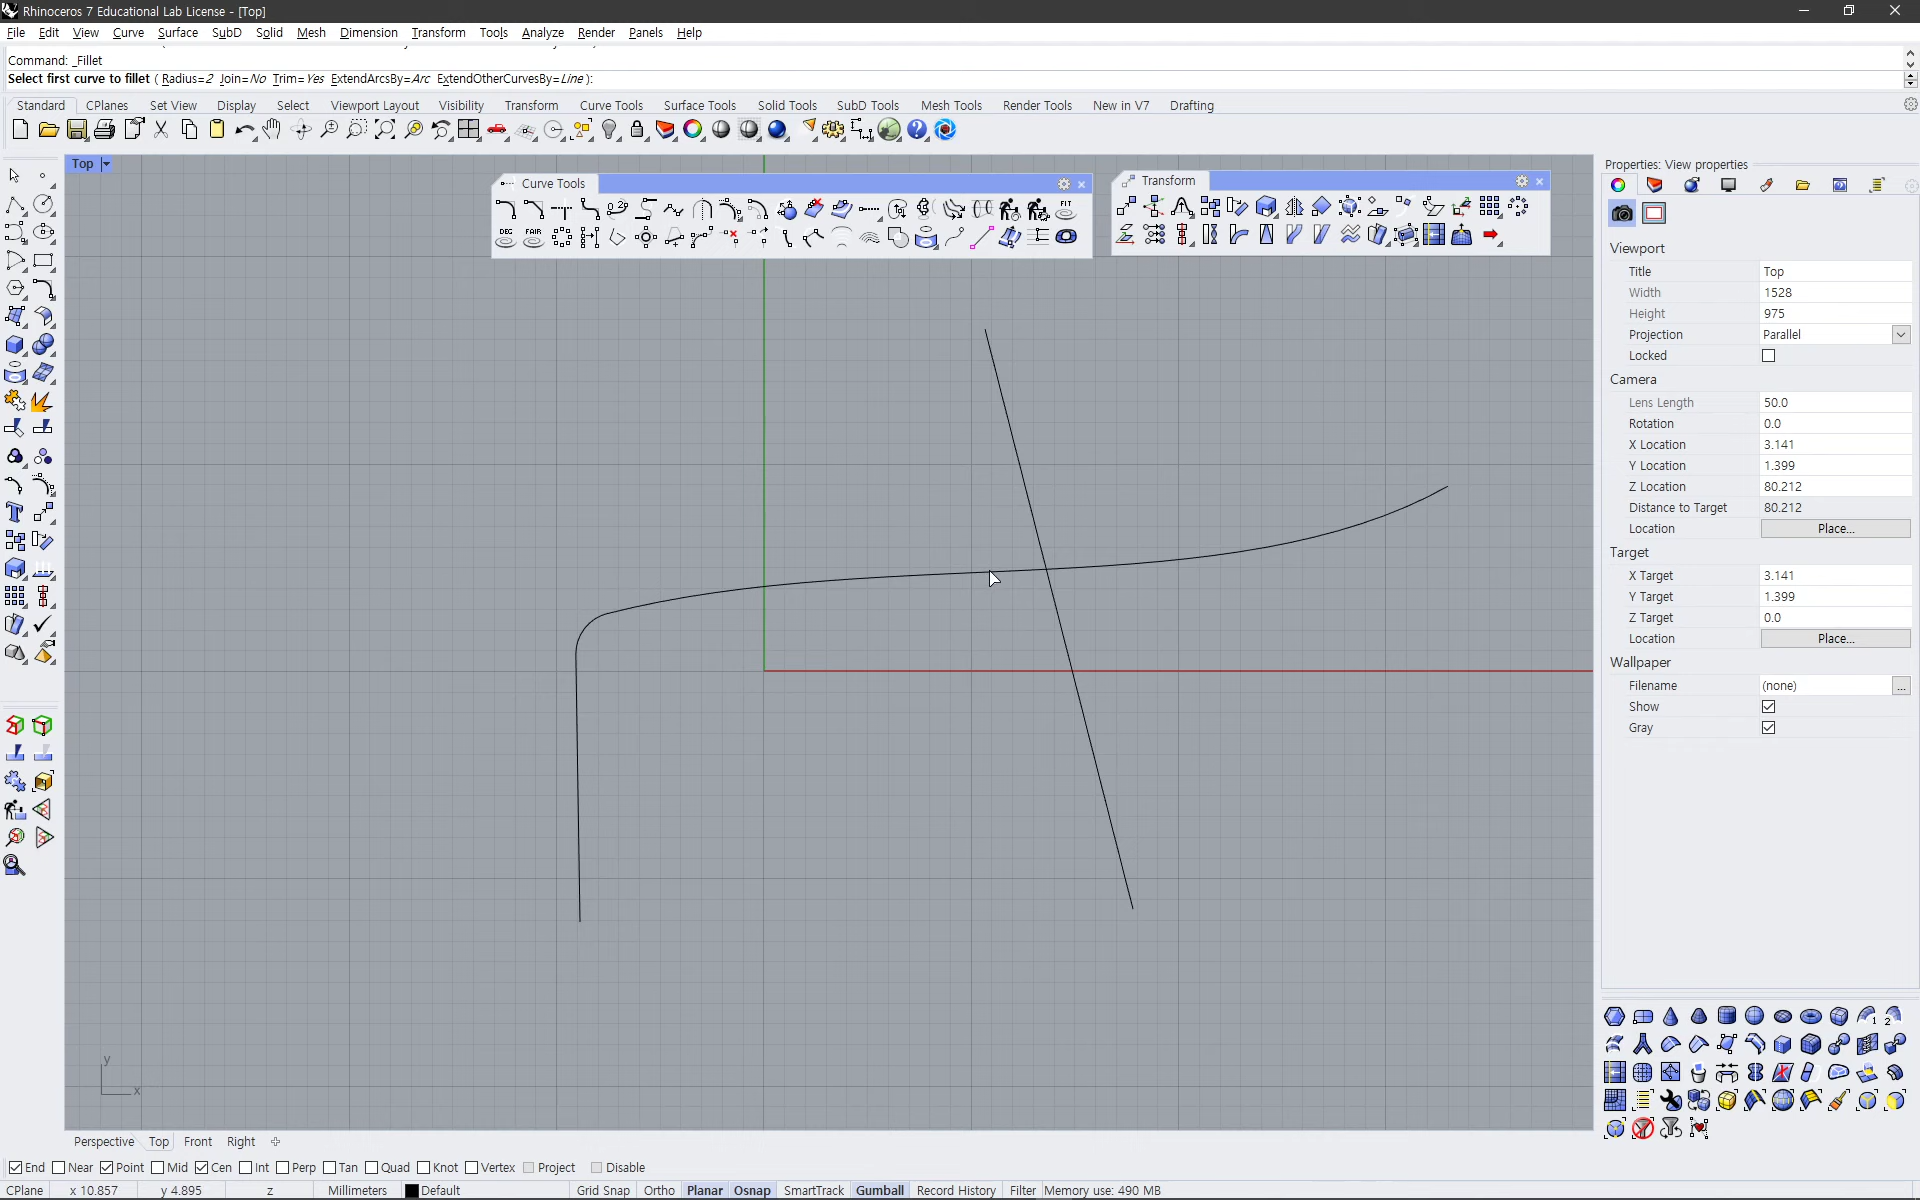 Rhinoceros 7 Educational Lab License - [Top]
File Edit View Curve Surface SubD Solid Mesh Dimension Transform Tools Analyze Render Panels Help
Command: _Fillet
Select first curve to fillet ( Radius=2 Join=No Trim=Yes ExtendArcsBy=Arc ExtendOtherCurvesBy=Line ):
Standard CPlanes Set View Display Select Viewport Layout Visibility Transform Curve Tools Surface Tools Solid Tools SubD Tools Mesh Tools Render Tools New in V7 Drafting
Top
Curve Tools
DEG FAIR
FIT
Transform
y
x
Properties: View properties
Viewport
Title Top
Width 1528
Height 975
Projection Parallel
Locked
Camera
Lens Length 50.0
Rotation 0.0
X Location 3.141
Y Location 1.399
Z Location 80.212
Distance to Target 80.212
Location Place...
Target
X Target 3.141
Y Target 1.399
Z Target 0.0
Location Place...
Wallpaper
Filename (none) ...
Show
Gray
Perspective Top Front Right
End Near Point Mid Cen Int Perp Tan Quad Knot Vertex Project Disable
CPlane x 10.857 y 4.895 z Millimeters Default Grid Snap Ortho Planar Osnap SmartTrack Gumball Record History Filter Memory use: 490 MB